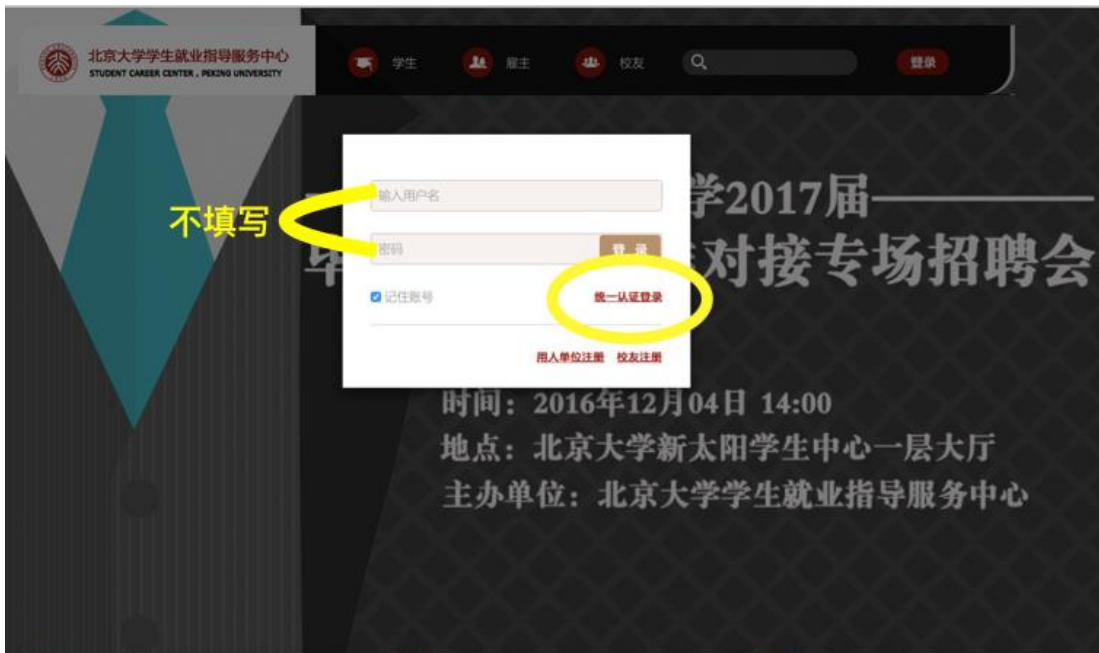 北京大学学生就业指导服务中心
STUDENT CAREER CENTER , PEKING UNIVERSITY
学生
雇主
校友
登录
输入用户名
不填写
密码
登 录
记住账号
统一认证登录
用人单位注册 校友注册
学2017届
对接专场招聘会
时间：2016年12月04日 14:00
地点：北京大学新太阳学生中心一层大厅
主办单位：北京大学学生就业指导服务中心